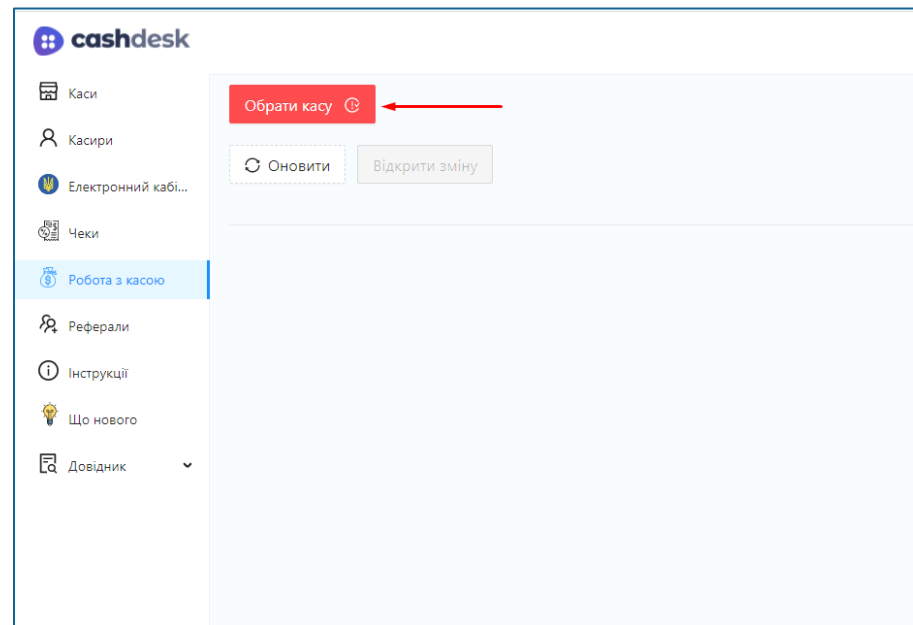 cashdesk
Каси
Касири
Електронний кабі...
Чеки
Робота з касою
Реферали
Інструкції
Що нового
Довідник
Обрати касу
Оновити
Відкрити зміну